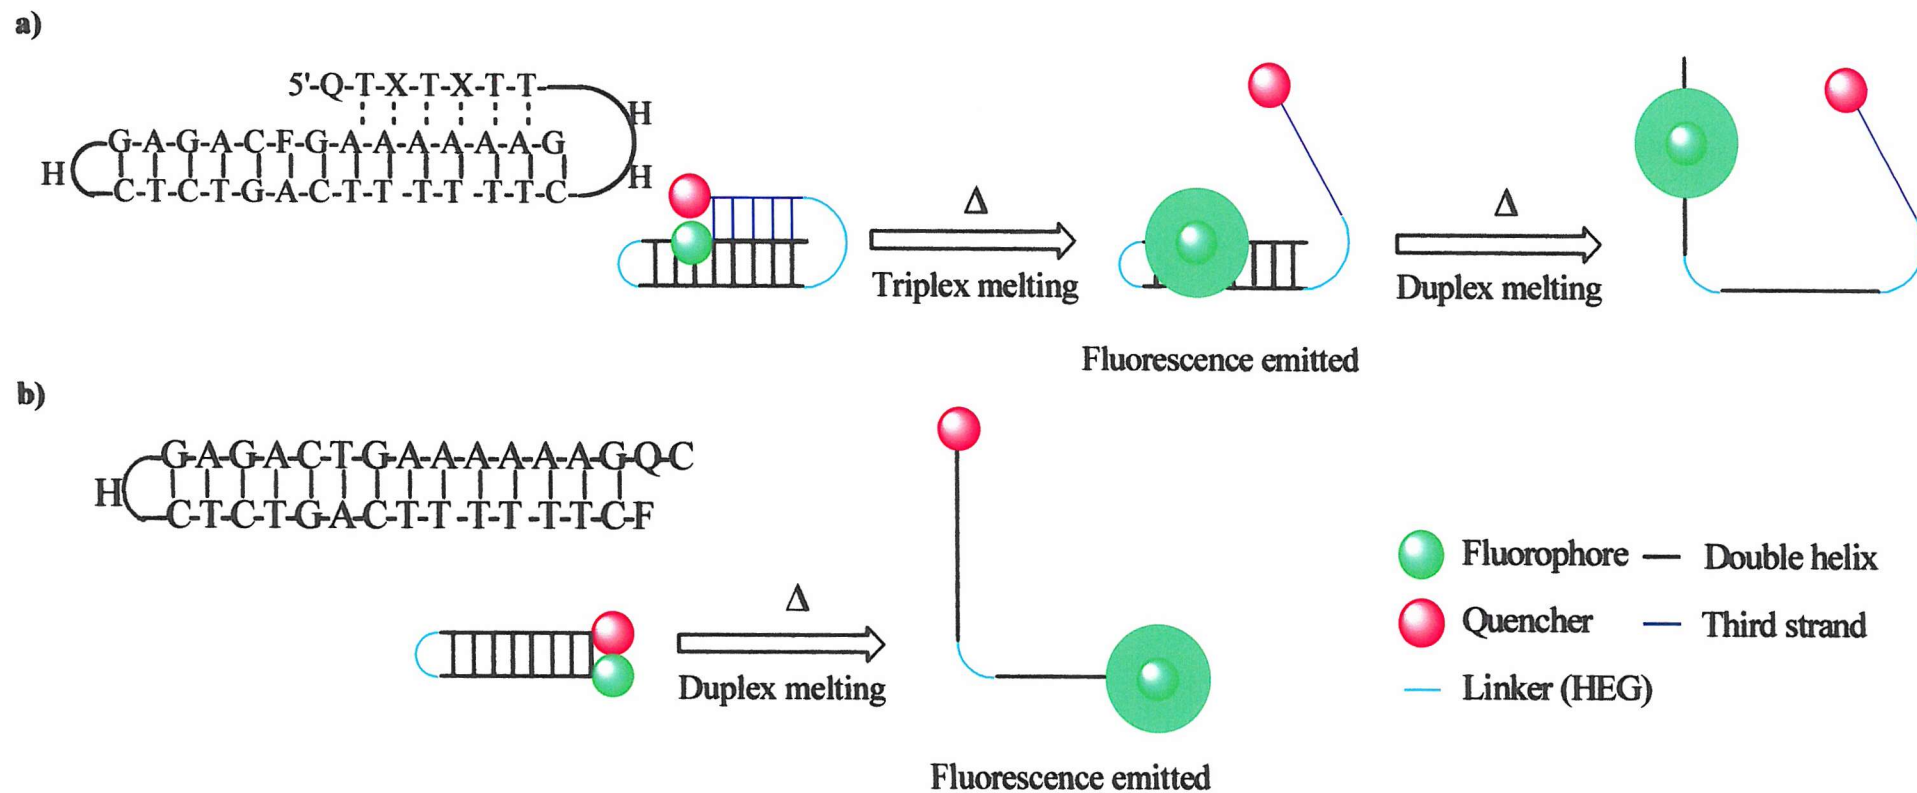 a)
5'-Q-T-X-T-X-T-T
H
G-A-G-A-C-F-G-A-A-A-A-A-A-G
H
H
C-T-C-T-G-A-C-T-T-T-T-T-T-C
Δ
Triplex melting
Fluorescence emitted
Δ
Duplex melting
b)
G-A-G-A-C-T-G-A-A-A-A-A-A-G-Q-C
H
C-T-C-T-G-A-C-T-T-T-T-T-T-C-F
Δ
Duplex melting
Fluorescence emitted
Fluorophore
Double helix
Quencher
Third strand
Linker (HEG)